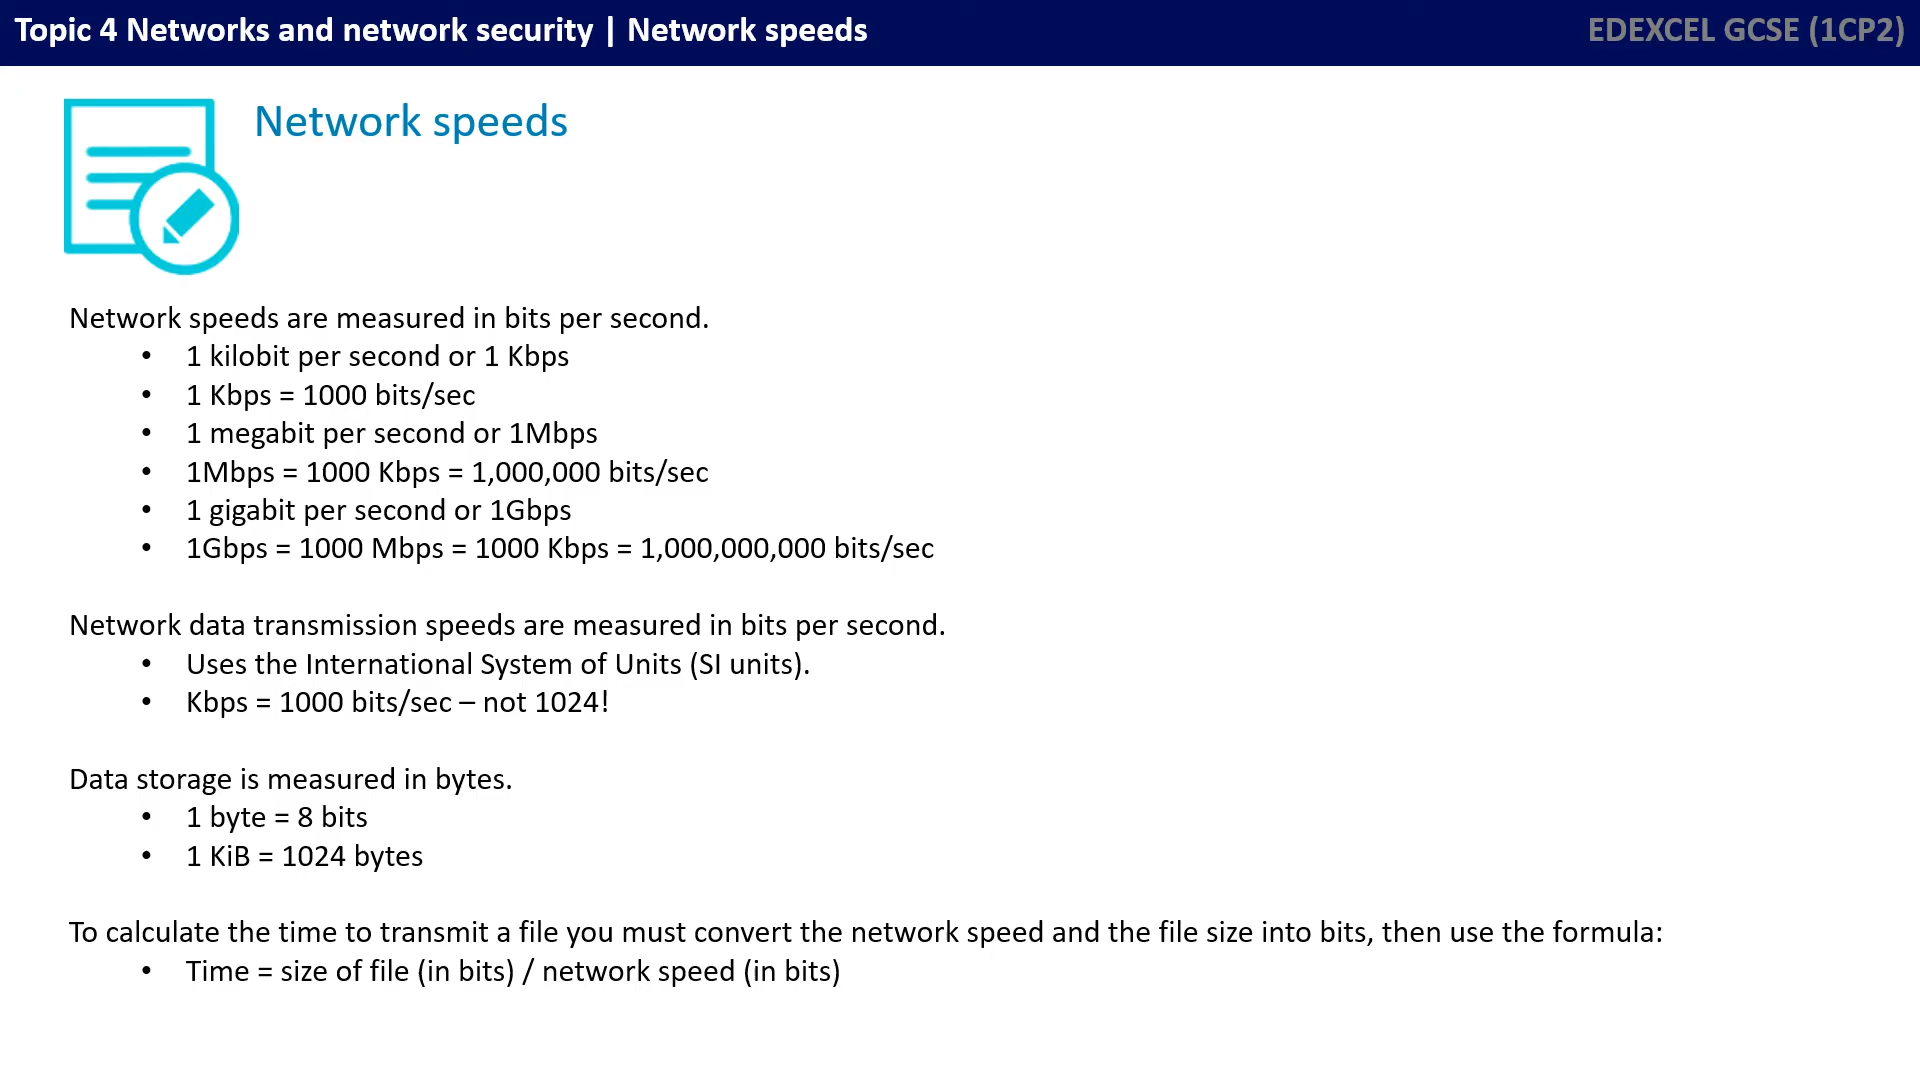 Topic 4 Networks and network security | Network speeds
EDEXCEL GCSE (1CP2)
Network speeds
Network speeds are measured in bits per second.
• 1 kilobit per second or 1 Kbps
• 1 Kbps = 1000 bits/sec
• 1 megabit per second or 1Mbps
• 1Mbps = 1000 Kbps = 1,000,000 bits/sec
• 1 gigabit per second or 1Gbps
• 1Gbps = 1000 Mbps = 1000 Kbps = 1,000,000,000 bits/sec
Network data transmission speeds are measured in bits per second.
• Uses the International System of Units (SI units).
• Kbps = 1000 bits/sec – not 1024!
Data storage is measured in bytes.
• 1 byte = 8 bits
• 1 KiB = 1024 bytes
To calculate the time to transmit a file you must convert the network speed and the file size into bits, then use the formula:
• Time = size of file (in bits) / network speed (in bits)